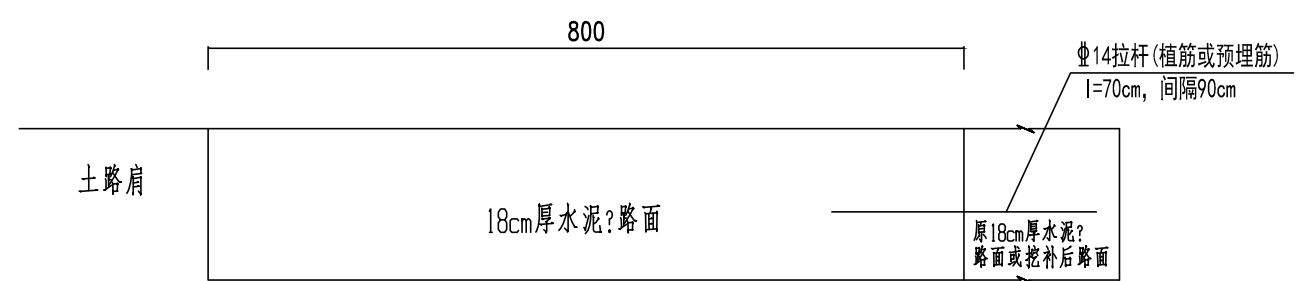 800
⌽14拉杆(植筋或预埋筋)
l=70cm, 间隔90cm
土路肩
18cm厚水泥?路面
原18cm厚水泥?
路面或挖补后路面